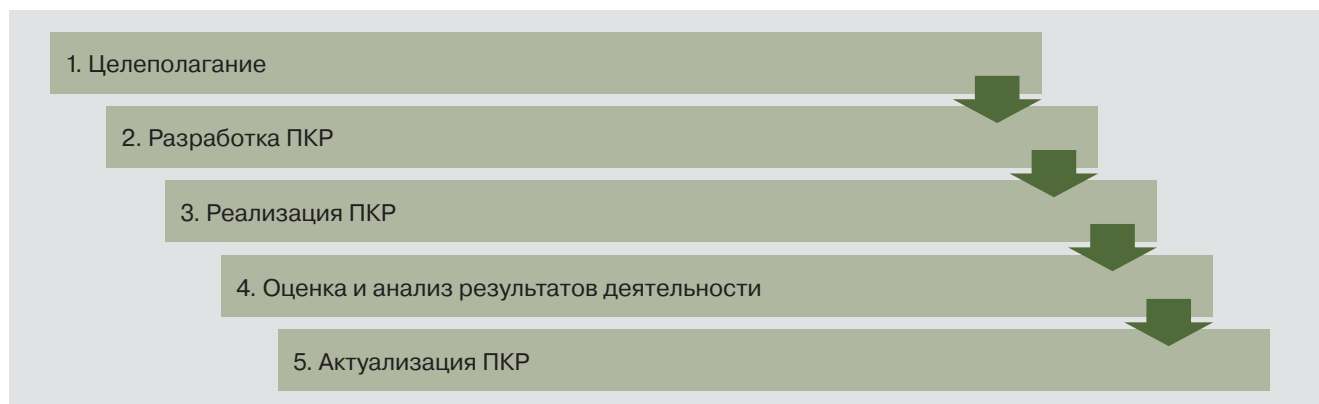 1. Целеполагание
2. Разработка ПКР
3. Реализация ПКР
4. Оценка и анализ результатов деятельности
5. Актуализация ПКР